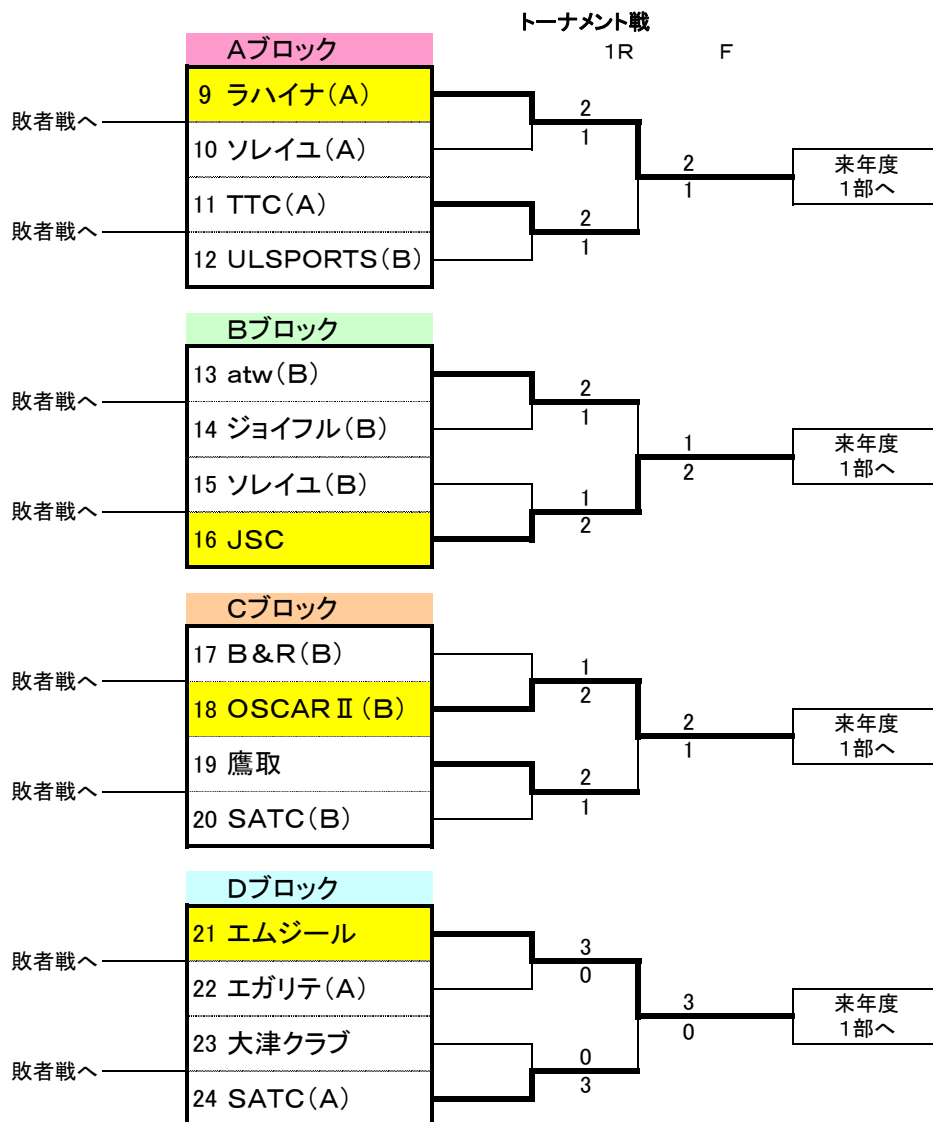 トーナメント戦
Aブロック
1R F
9 ラハイナ(A)
2
敗者戦へ
1
10 ソレイユ(A)
2 来年度
1 1部へ
11 TTC(A)
2
敗者戦へ
1
12 ULSPORTS(B)
Bブロック
13 atw(B)
2
敗者戦へ
1
14 ジョイフル(B)
1 来年度
2 1部へ
15 ソレイユ(B)
1
敗者戦へ
2
16 JSC
Cブロック
17 B&R(B)
1
敗者戦へ
2
18 OSCARⅡ(B)
2 来年度
1 1部へ
19 鷹取
2
敗者戦へ
1
20 SATC(B)
Dブロック
21 エムジール
3
敗者戦へ
0
22 エガリテ(A)
3 来年度
0 1部へ
23 大津クラブ
0
敗者戦へ
3
24 SATC(A)